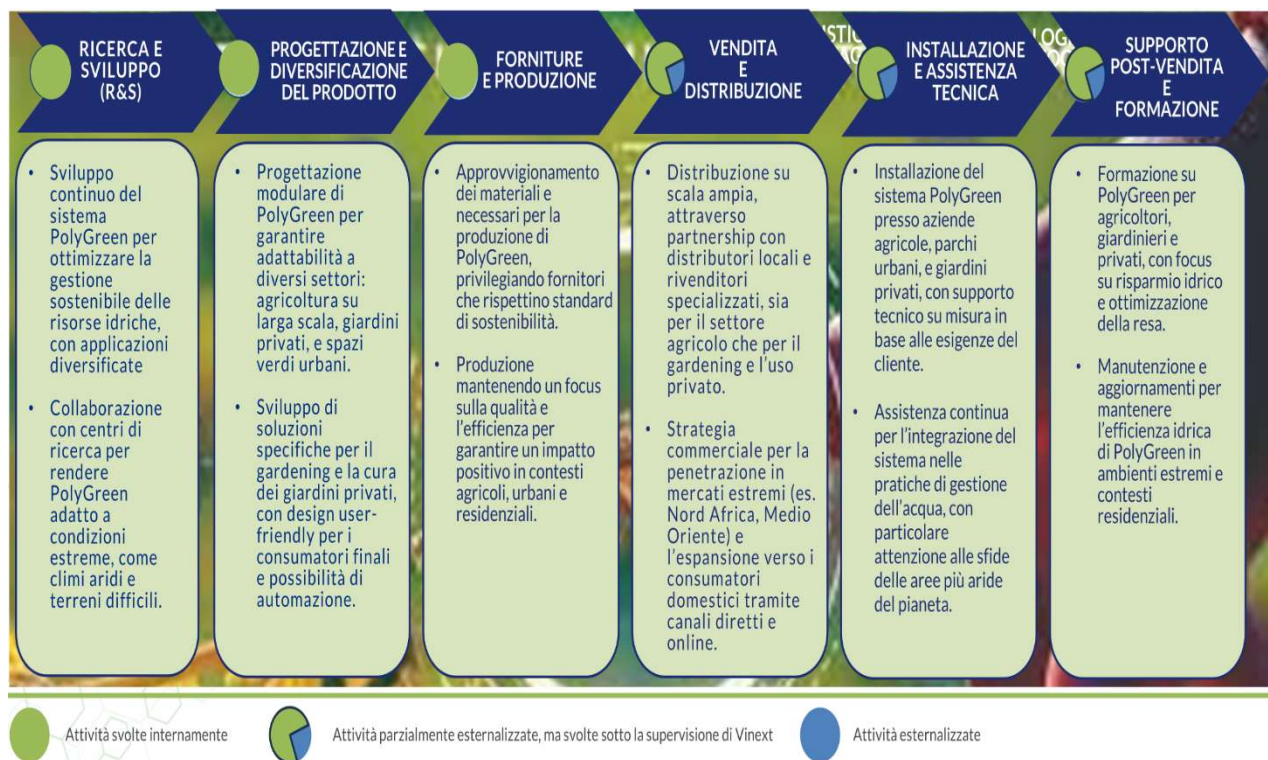 RICERCA E
SVILUPPO
(R&S)
PROGETTAZIONE E
DIVERSIFICAZIONE
DEL PRODOTTO
FORNITURE
E PRODUZIONE
VENDITA
E
DISTRIBUZIONE
INSTALLAZIONE
E ASSISTENZA
TECNICA
SUPPORTO
POST-VENDITA
E
FORMAZIONE
• Sviluppo
continuo del
sistema
PolyGreen per
ottimizzare la
gestione
sostenibile delle
risorse idriche,
con applicazioni
diversificate
• Collaborazione
con centri di
ricerca per
rendere
PolyGreen
adatto a
condizioni
estreme, come
climi aridi e
terreni difficili.
• Progettazione
modulare di
PolyGreen per
garantire
adattabilità a
diversi settori:
agricoltura su
larga scala, giardini
privati, e spazi
verdi urbani.
• Sviluppo di
soluzioni
specifiche per il
gardening e la cura
dei giardini privati,
con design user-
friendly per i
consumatori finali
e possibilità di
automazione.
• Approvvigionamento
dei materiali e
necessari per la
produzione di
PolyGreen,
privilegiando fornitori
che rispettino standard
di sostenibilità.
• Produzione
mantenendo un focus
sulla qualità e
l'efficienza per
garantire un impatto
positivo in contesti
agricoli, urbani e
residenziali.
• Distribuzione su
scala ampia,
attraverso
partnership con
distributori locali e
rivenditori
specializzati, sia
per il settore
agricolo che per il
gardening e l'uso
privato.
• Strategia
commerciale per la
penetrazione in
mercati estremi (es.
Nord Africa, Medio
Oriente) e
l'espansione verso i
consumatori
domestici tramite
canali diretti e
online.
• Installazione del
sistema PolyGreen
presso aziende
agricole, parchi
urbani, e giardini
privati, con supporto
tecnico su misura in
base alle esigenze del
cliente.
• Assistenza continua
per l'integrazione del
sistema nelle
pratiche di gestione
dell'acqua, con
particolare
attenzione alle sfide
delle aree più aride
del pianeta.
• Formazione su
PolyGreen per
agricoltori,
giardinieri e
privati, con focus
su risparmio idrico
e ottimizzazione
della resa.
• Manutenzione e
aggiornamenti per
mantenere
l'efficienza idrica
di PolyGreen in
ambienti estremi e
contesti
residenziali.
Attività svolte internamente
Attività parzialmente esternalizzate, ma svolte sotto la supervisione di Vinext
Attività esternalizzate